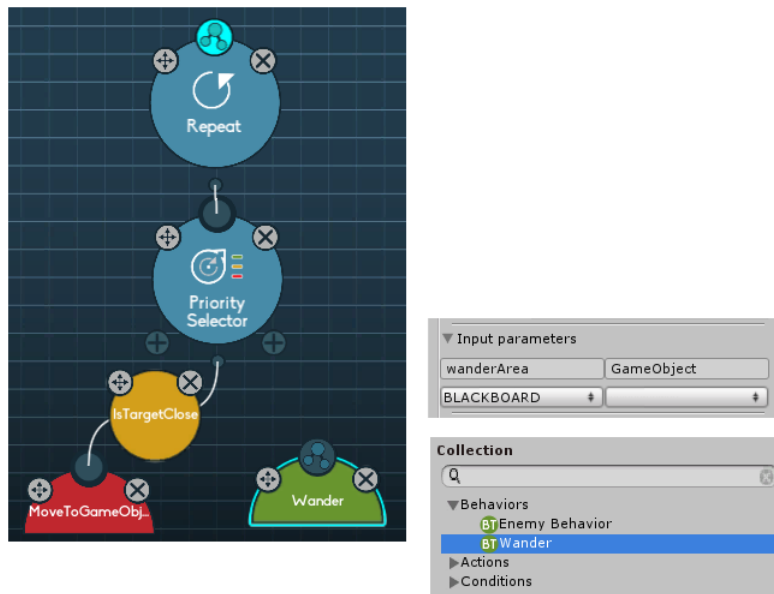 Repeat
Priority
Selector
IsTargetClose
MoveToGameObj...
Wander
Input parameters
wanderArea GameObject
BLACKBOARD
Collection
Behaviors
BT Enemy Behavior
BT Wander
Actions
Conditions